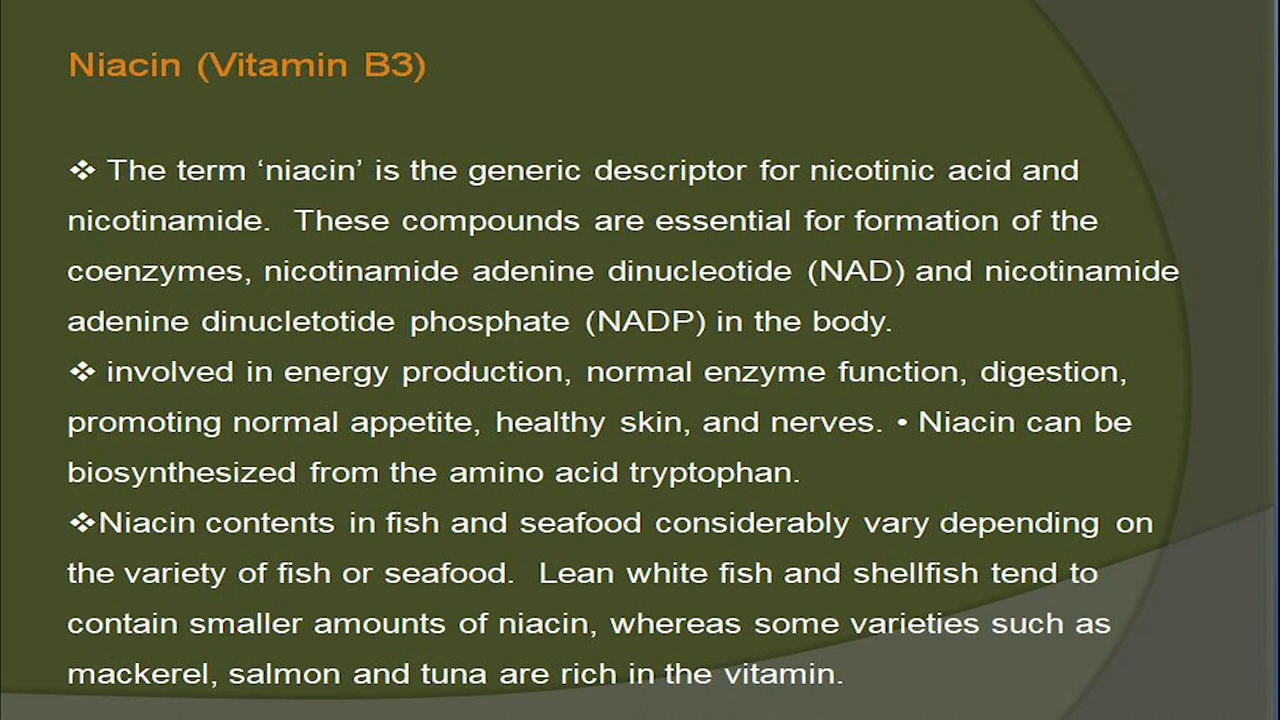 Niacin (Vitamin B3)
❖ The term ‘niacin’ is the generic descriptor for nicotinic acid and
nicotinamide. These compounds are essential for formation of the
coenzymes, nicotinamide adenine dinucleotide (NAD) and nicotinamide
adenine dinucletotide phosphate (NADP) in the body.
❖ involved in energy production, normal enzyme function, digestion,
promoting normal appetite, healthy skin, and nerves. • Niacin can be
biosynthesized from the amino acid tryptophan.
❖Niacin contents in fish and seafood considerably vary depending on
the variety of fish or seafood. Lean white fish and shellfish tend to
contain smaller amounts of niacin, whereas some varieties such as
mackerel, salmon and tuna are rich in the vitamin.